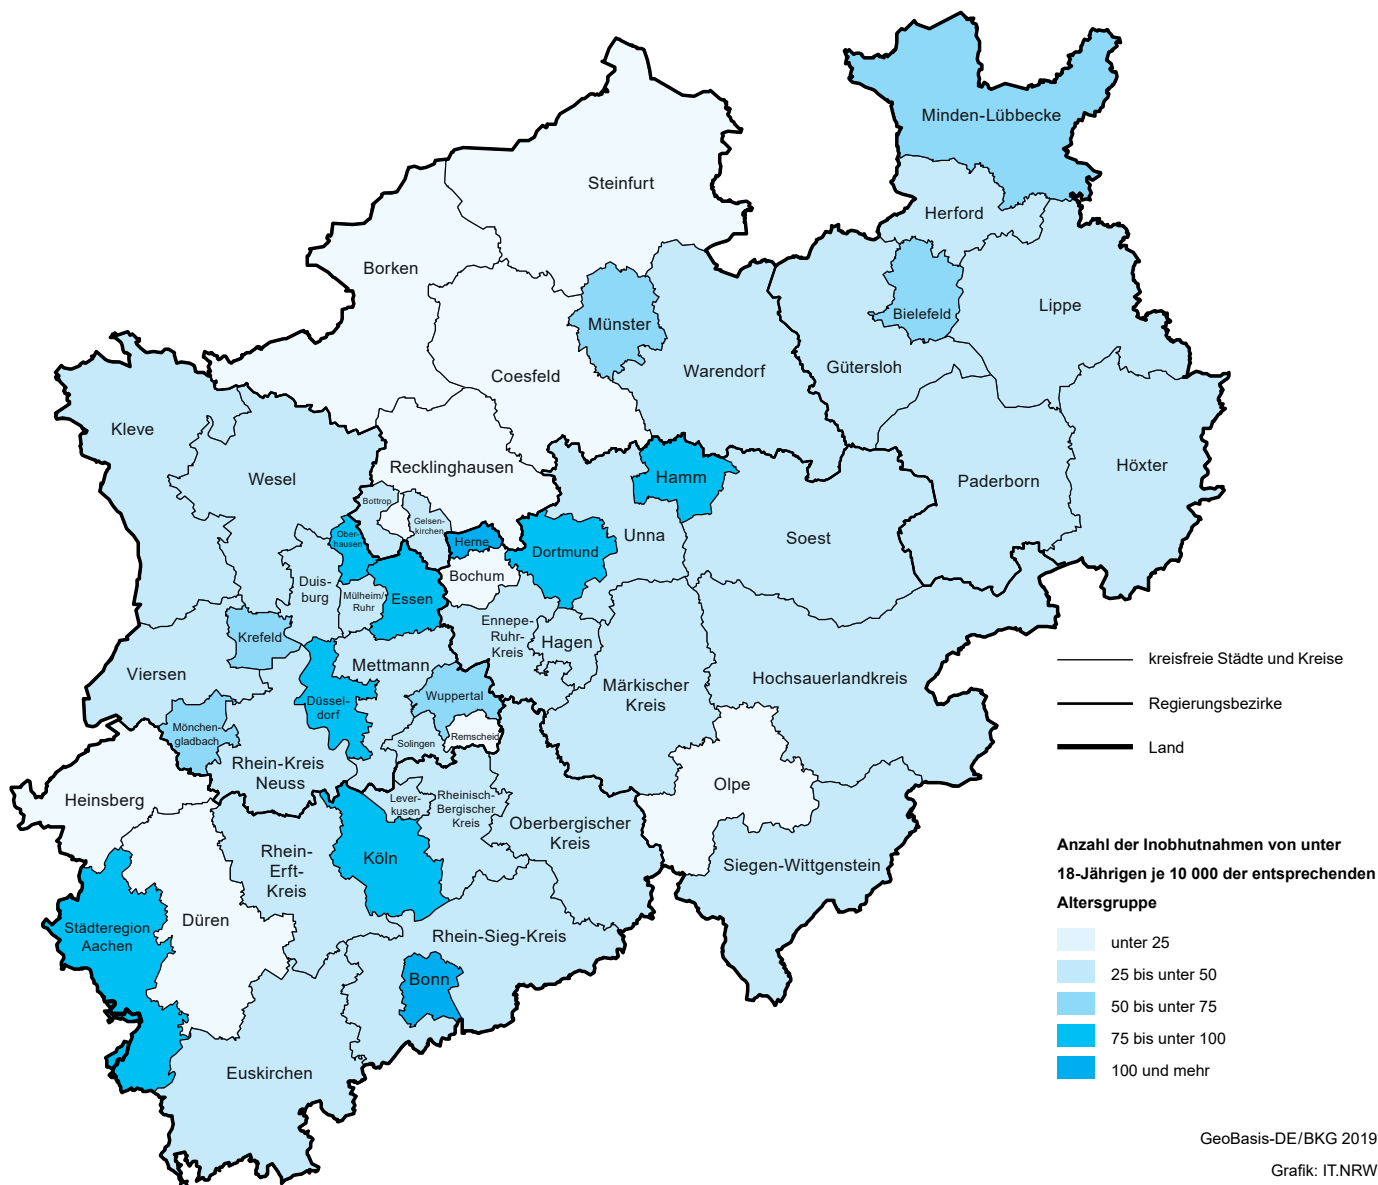 Minden-Lübbecke
Steinfurt
Herford
Borken
Lippe
Bielefeld
Münster
Gütersloh
Warendorf
Coesfeld
Kleve
Höxter
Recklinghausen
Wesel
Hamm
Paderborn
Bottrop
Gelsen-
kirchen
Ober-
hausen
Herne
Dortmund
Unna
Soest
Bochum
Duis-
burg
Mülheim/
Ruhr
Essen
Ennepe-
Ruhr-
Kreis
Hagen
Krefeld
Mettmann
Viersen
Märkischer
Kreis
Hochsauerlandkreis
Wuppertal
Düssel-
dorf
Mönchen-
gladbach
Solingen
Remscheid
Rhein-Kreis
Neuss
Heinsberg
Lever-
kusen
Rheinisch-
Bergischer
Kreis
Oberbergischer
Kreis
Olpe
Rhein-
Erft-
Kreis
Köln
Siegen-Wittgenstein
Düren
Städteregion
Aachen
Rhein-Sieg-Kreis
Bonn
Euskirchen
kreisfreie Städte und Kreise
Regierungsbezirke
Land
Anzahl der Inobhutnahmen von unter
18-Jährigen je 10 000 der entsprechenden
Altersgruppe
unter 25
25 bis unter 50
50 bis unter 75
75 bis unter 100
100 und mehr
GeoBasis-DE/BKG 2019
Grafik: IT.NRW